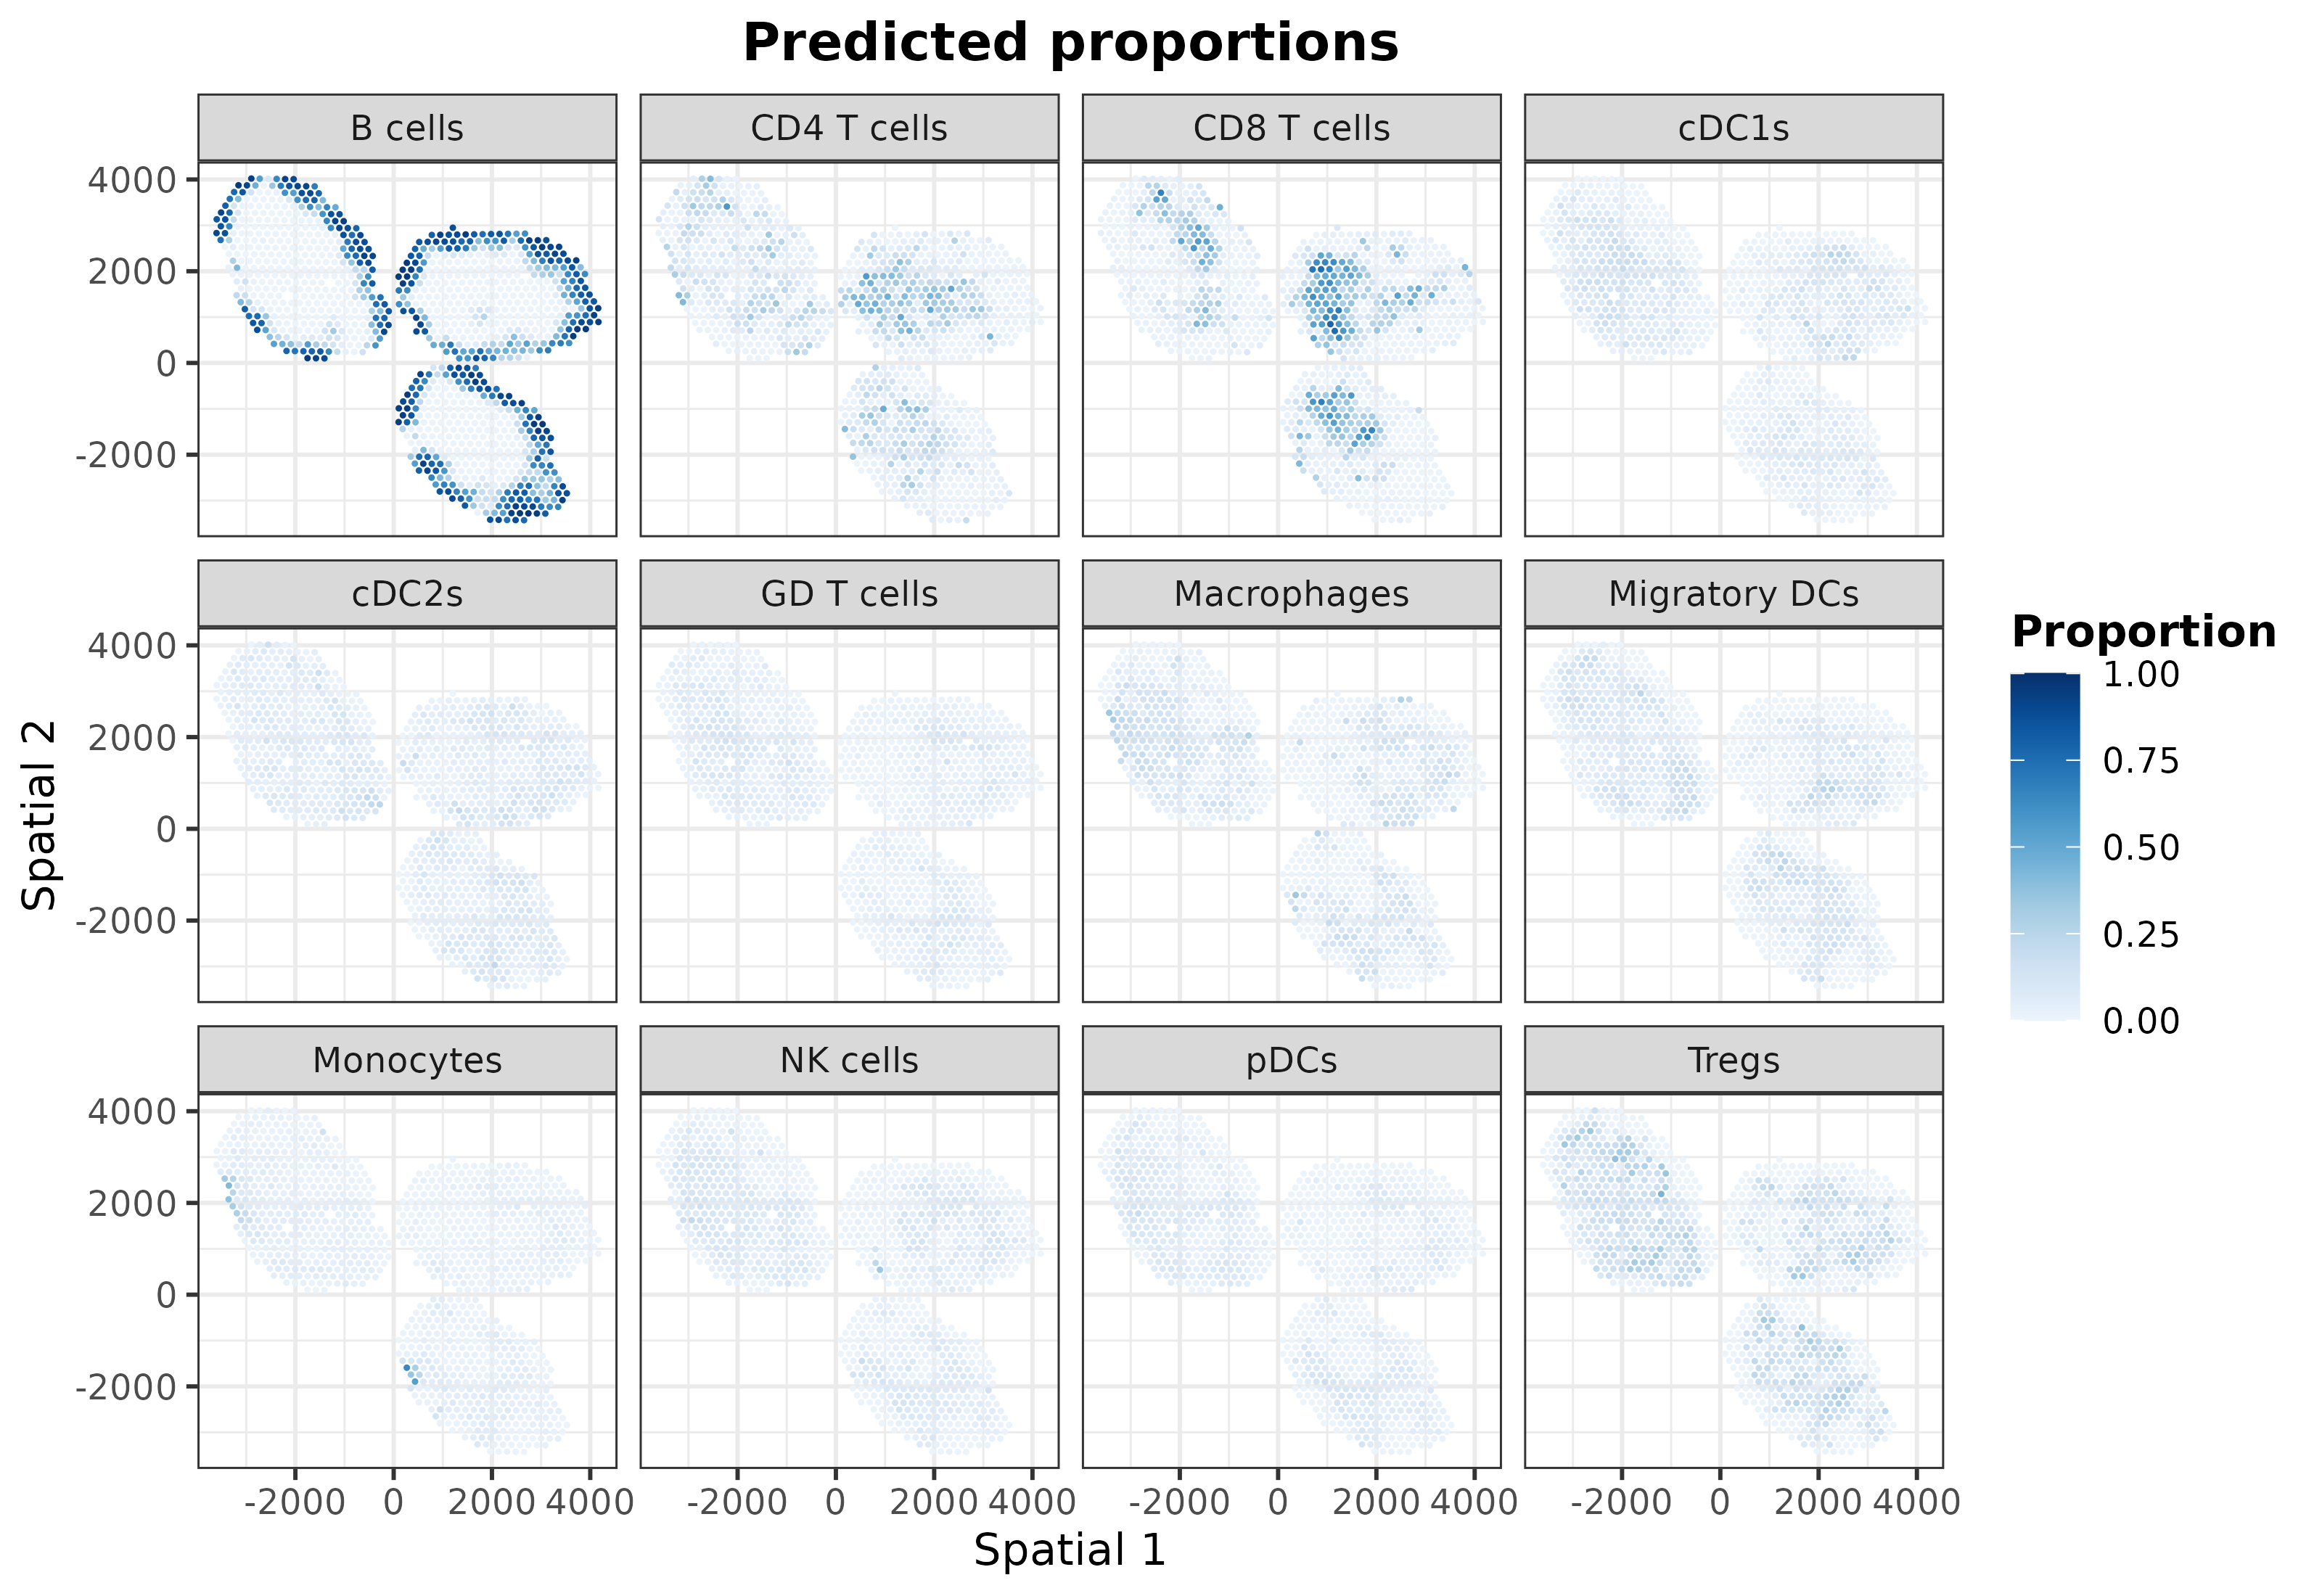 Predicted proportions
B cells
CD4 T cells
CD8 T cells
cDC1s
4000
2000
0
-2000
cDC2s
GD T cells
Macrophages
Migratory DCs
4000
2000
0
-2000
Monocytes
NK cells
pDCs
Tregs
4000
2000
0
-2000
-2000 0 2000 4000
-2000 0 2000 4000
-2000 0 2000 4000
-2000 0 2000 4000
Spatial 1
Spatial 2
Proportion
1.00
0.75
0.50
0.25
0.00